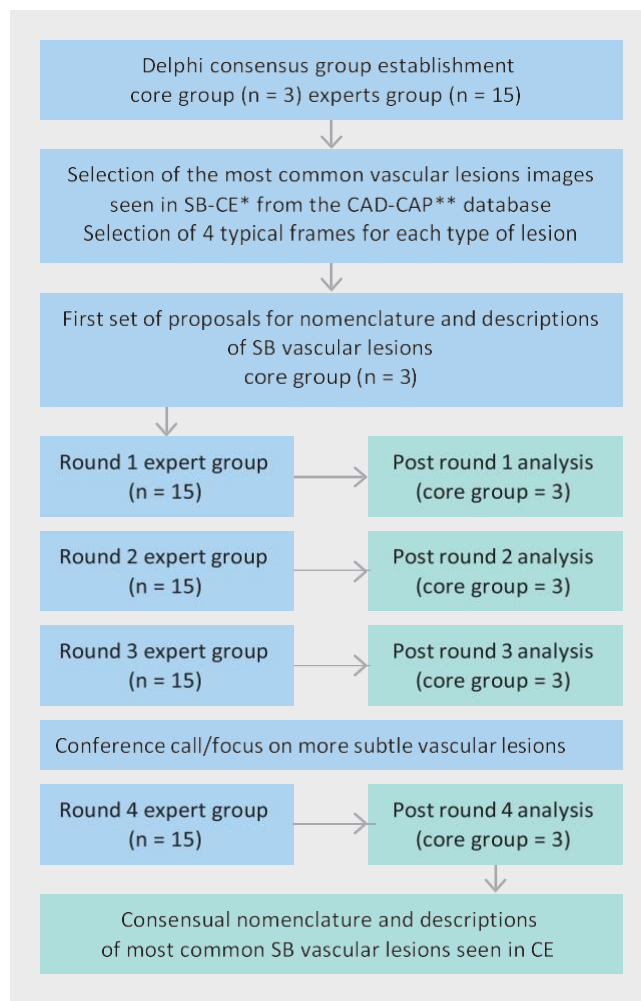 Delphi consensus group establishment
core group (n = 3) experts group (n = 15)
Selection of the most common vascular lesions images
seen in SB-CE* from the CAD-CAP** database
Selection of 4 typical frames for each type of lesion
First set of proposals for nomenclature and descriptions
of SB vascular lesions
core group (n = 3)
Round 1 expert group
(n = 15)
Post round 1 analysis
(core group = 3)
Round 2 expert group
(n = 15)
Post round 2 analysis
(core group = 3)
Round 3 expert group
(n = 15)
Post round 3 analysis
(core group = 3)
Conference call/focus on more subtle vascular lesions
Round 4 expert group
(n = 15)
Post round 4 analysis
(core group = 3)
Consensual nomenclature and descriptions
of most common SB vascular lesions seen in CE